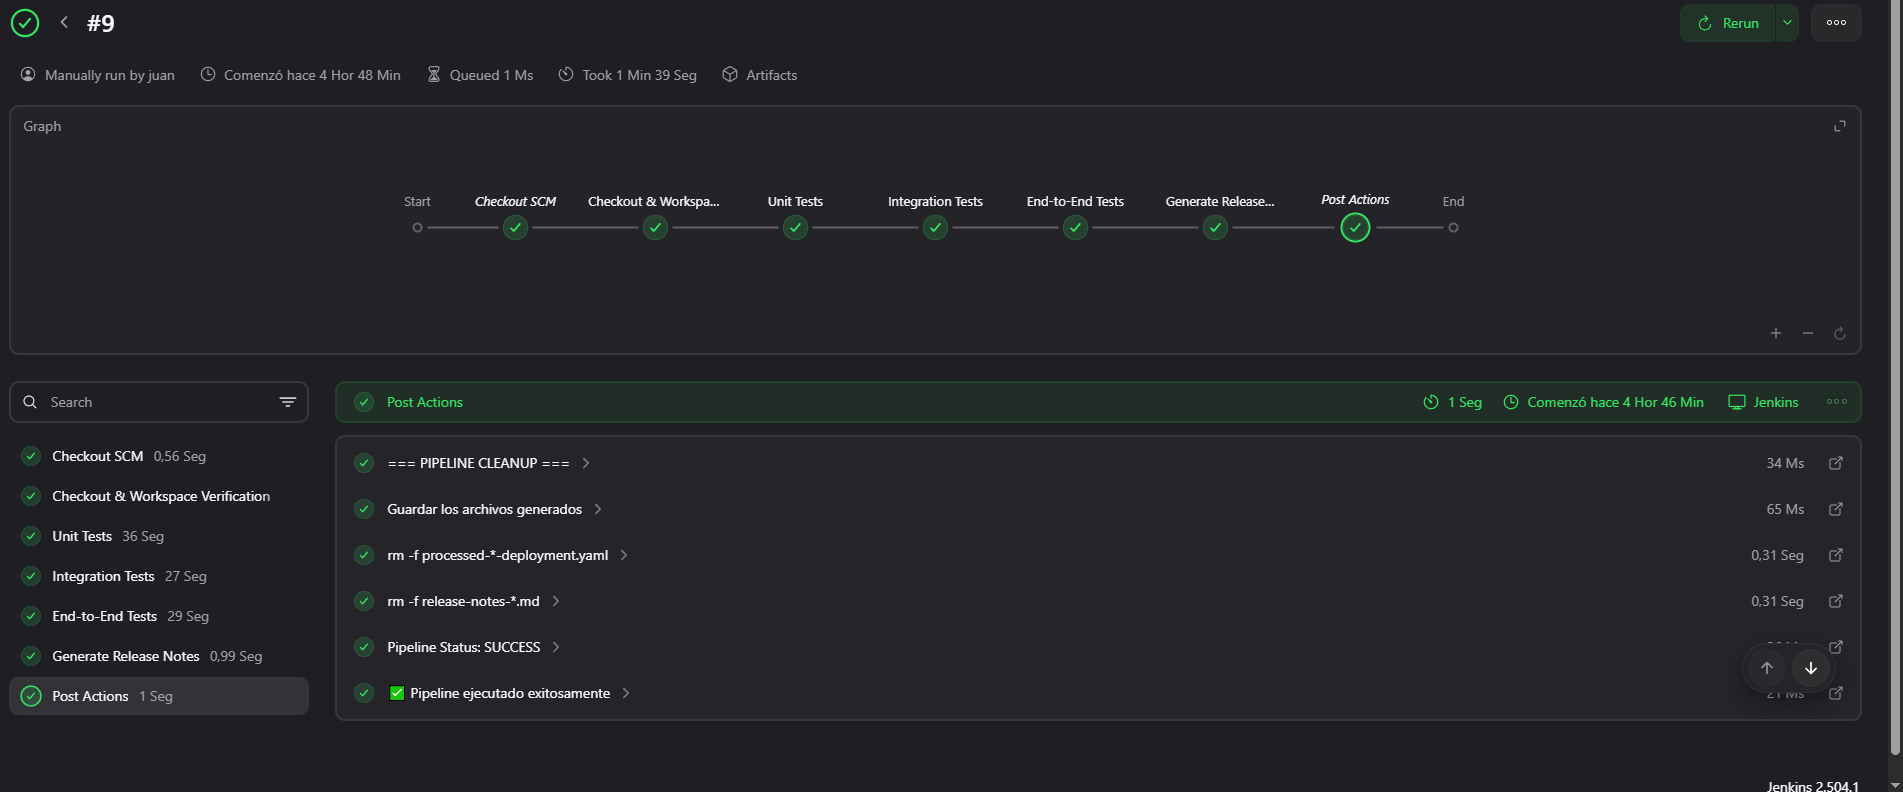 #9
Rerun
Manually run by juan Comenzó hace 4 Hor 48 Min Queued 1 Ms Took 1 Min 39 Seg Artifacts
Graph
Start Checkout SCM Checkout & Workspa... Unit Tests Integration Tests End-to-End Tests Generate Release... Post Actions End
Search
Checkout SCM 0,56 Seg
Checkout & Workspace Verification
Unit Tests 36 Seg
Integration Tests 27 Seg
End-to-End Tests 29 Seg
Generate Release Notes 0,99 Seg
Post Actions 1 Seg
Post Actions 1 Seg Comenzó hace 4 Hor 46 Min Jenkins
=== PIPELINE CLEANUP === 34 Ms
Guardar los archivos generados 65 Ms
rm -f processed-*-deployment.yaml 0,31 Seg
rm -f release-notes-*.md 0,31 Seg
Pipeline Status: SUCCESS
✅ Pipeline ejecutado exitosamente 21 Ms
Jenkins 2.504.1